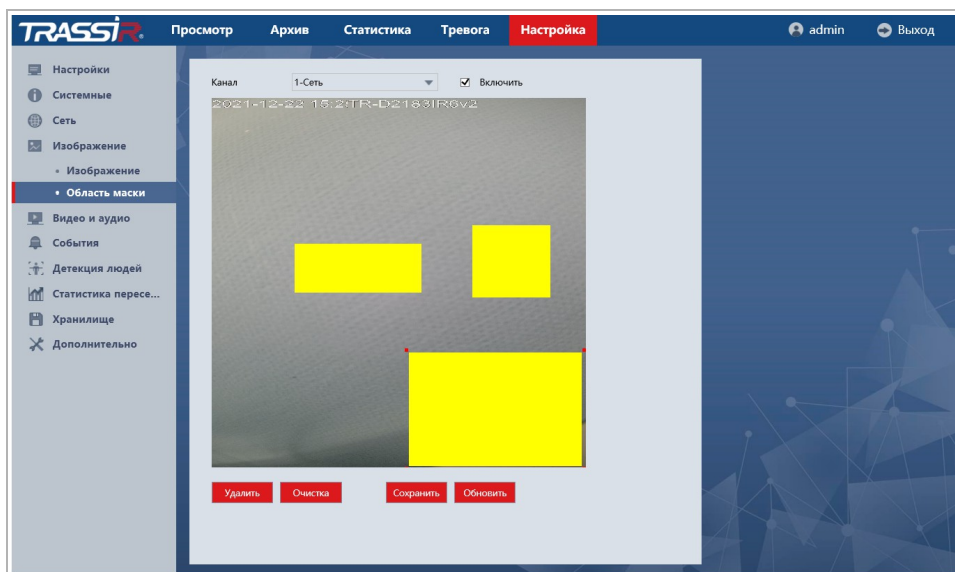 TRASSIR
Просмотр Архив Статистика Тревога Настройка admin Выход
Настройки
Системные
Сеть
Изображение
Изображение
Область маски
Видео и аудио
События
Детекция людей
Статистика пересе...
Хранилище
Дополнительно
Канал 1-Сеть Включить
2021-12-22 15:2 TR-D2183IR6v2
Удалить Очистка Сохранить Обновить